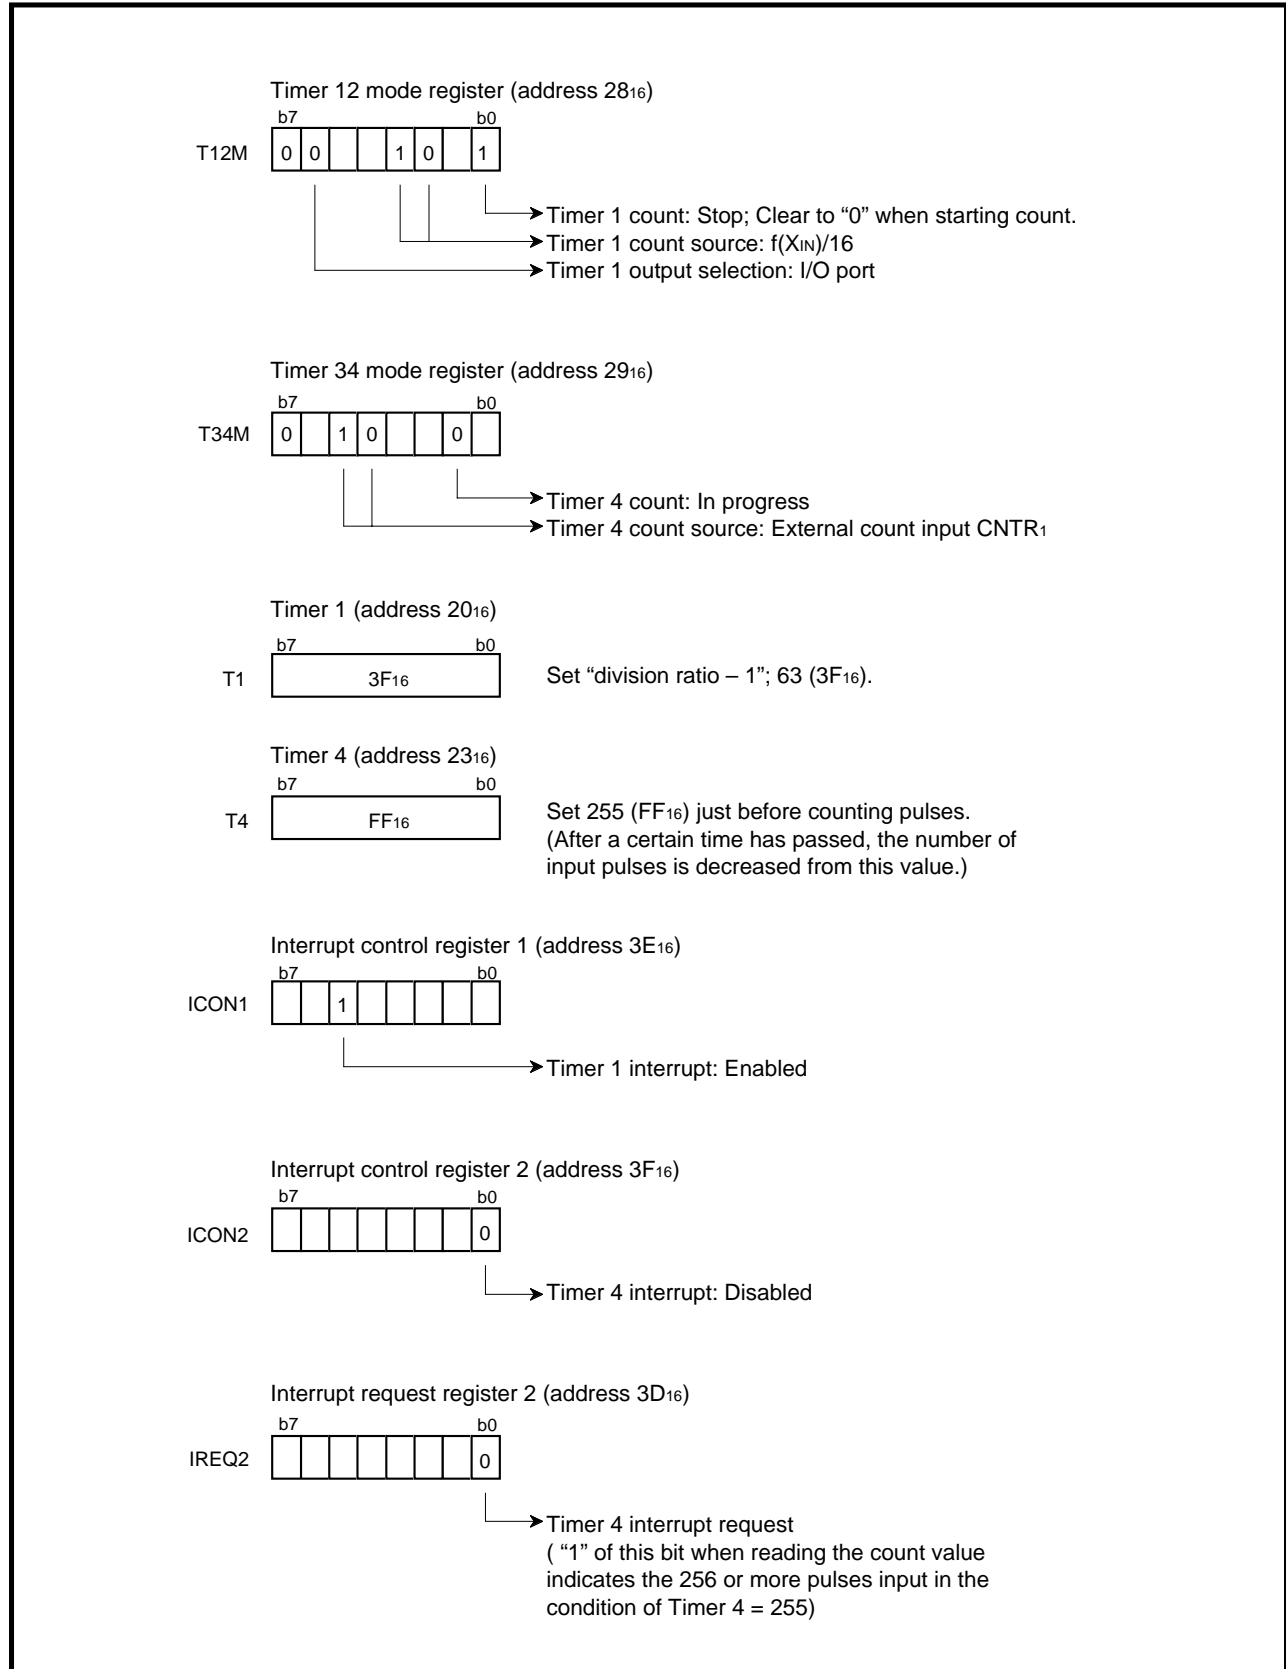 Timer 12 mode register (address 2816)
b7 b0
T12M 0 0 1 0 1
Timer 1 count: Stop; Clear to “0” when starting count.
Timer 1 count source: f(XIN)/16
Timer 1 output selection: I/O port
Timer 34 mode register (address 2916)
b7 b0
T34M 0 1 0 0
Timer 4 count: In progress
Timer 4 count source: External count input CNTR1
Timer 1 (address 2016)
b7 b0
T1 3F16 Set “division ratio – 1”; 63 (3F16).
Timer 4 (address 2316)
b7 b0
T4 FF16 Set 255 (FF16) just before counting pulses.
(After a certain time has passed, the number of
input pulses is decreased from this value.)
Interrupt control register 1 (address 3E16)
b7 b0
ICON1 1
Timer 1 interrupt: Enabled
Interrupt control register 2 (address 3F16)
b7 b0
ICON2 0
Timer 4 interrupt: Disabled
Interrupt request register 2 (address 3D16)
b7 b0
IREQ2 0
Timer 4 interrupt request
( “1” of this bit when reading the count value
indicates the 256 or more pulses input in the
condition of Timer 4 = 255)